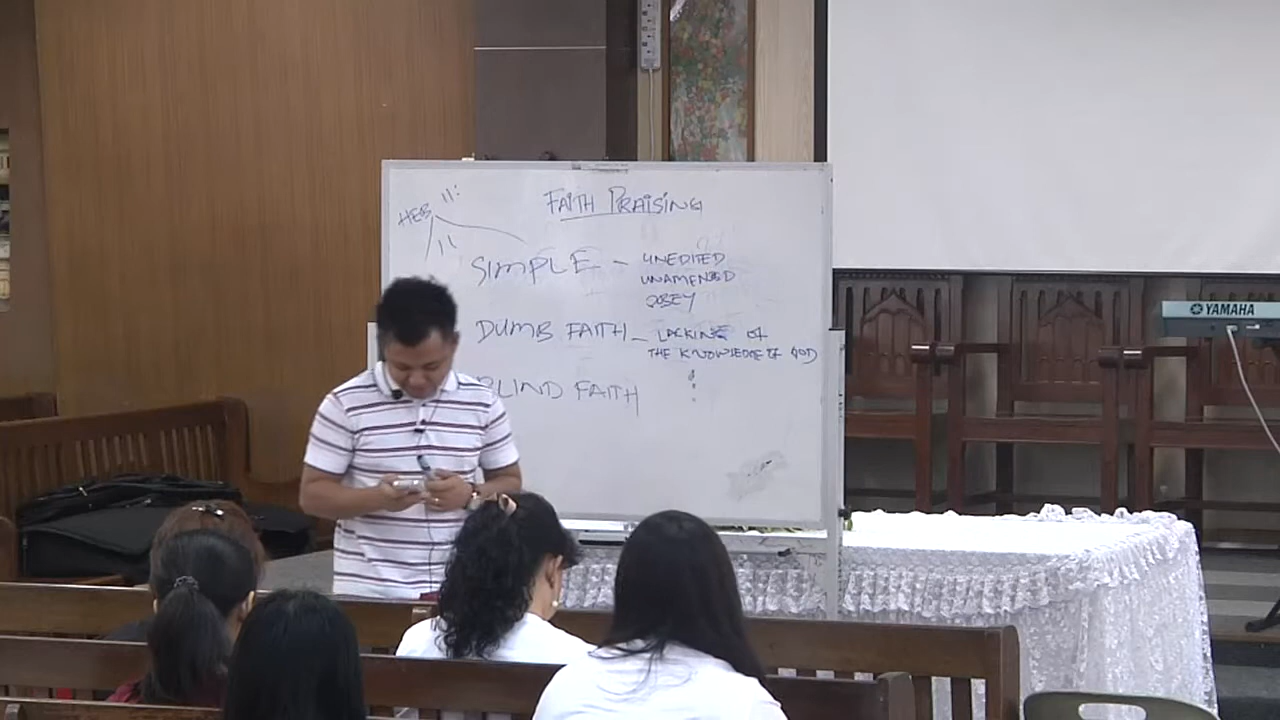 FAITH PRAISING
HEB 11:
11
SIMPLE - UNEDITED
UNAMENDED
OBEY
DUMB FAITH - LACKING OF
THE KNOWLEDGE OF GOD
BLIND FAITH
YAMAHA